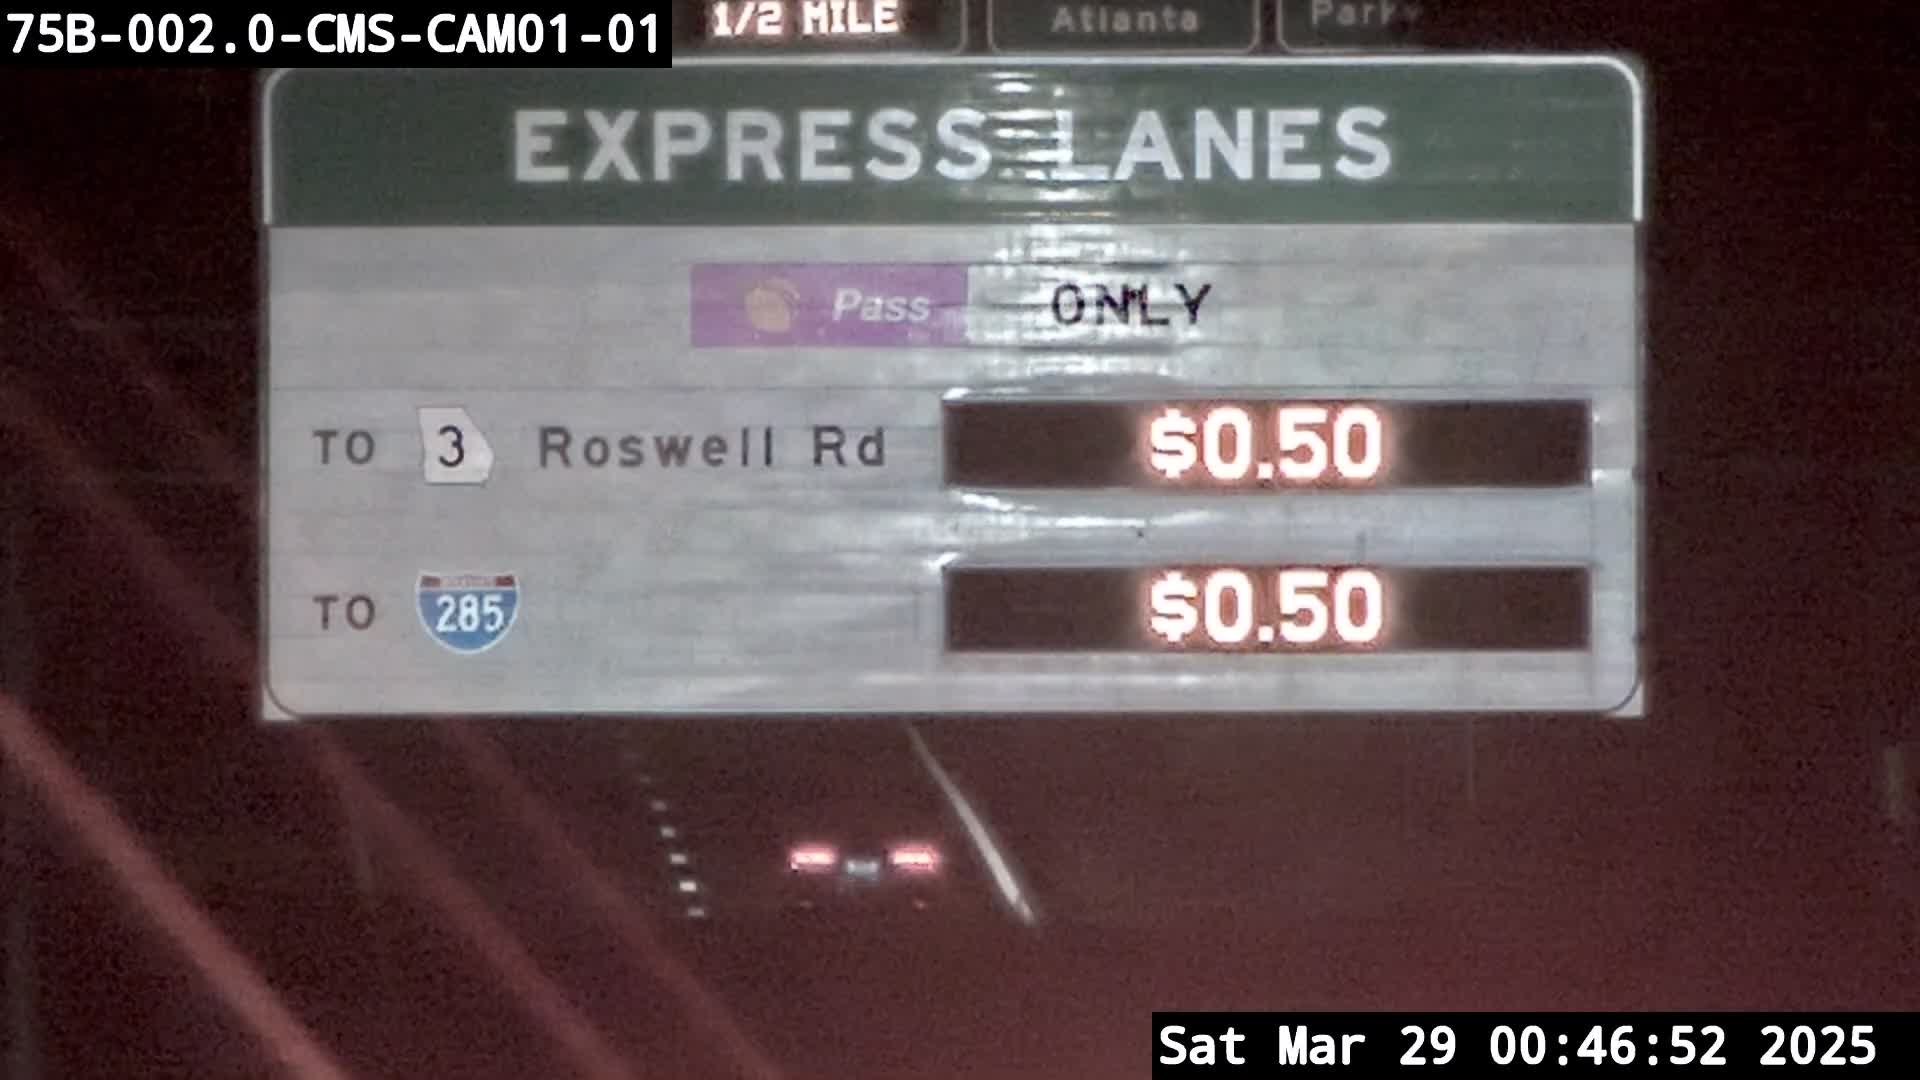 75B-002.0-CMS-CAM01-01
1/2 MILE
Atlanta
EXPRESS LANES
Pass ONLY
TO 3 Roswell Rd $0.50
TO 285 $0.50
Sat Mar 29 00:46:52 2025